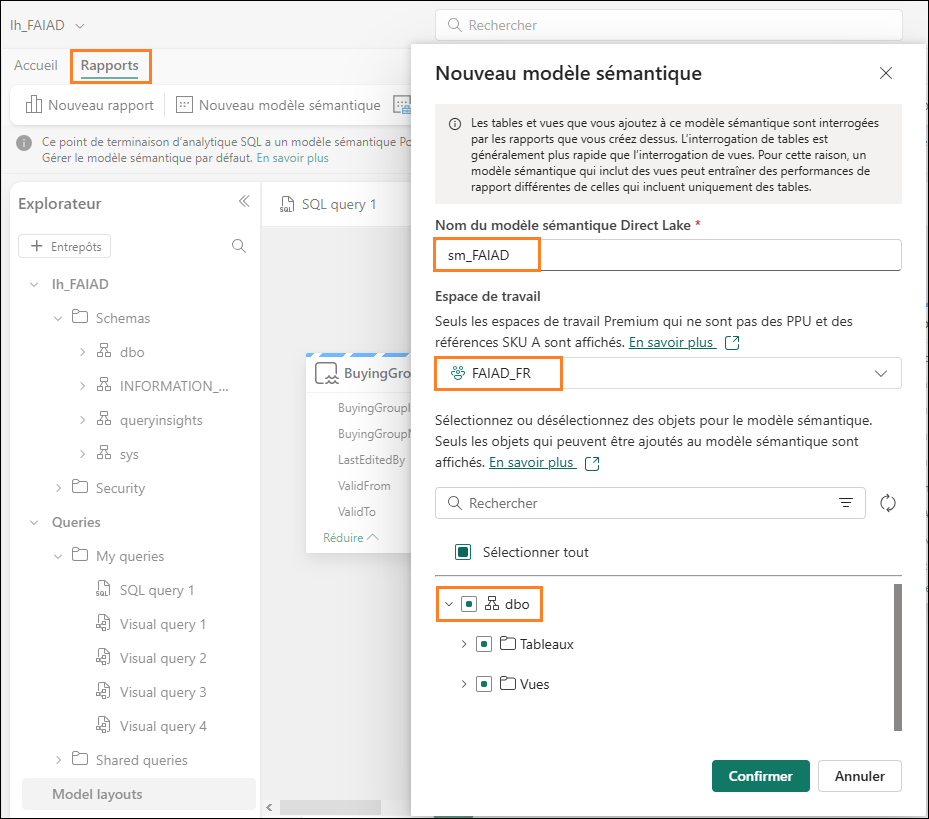 lh_FAIAD
Rechercher
Accueil
Rapports
Nouveau rapport
Nouveau modèle sémantique
Ce point de terminaison d'analytique SQL a un modèle sémantique Po
Gérer le modèle sémantique par défaut. En savoir plus
Explorateur
SQL query 1
Entrepôts
lh_FAIAD
Schemas
dbo
INFORMATION_...
queryinsights
sys
Security
Queries
My queries
SQL query 1
Visual query 1
Visual query 2
Visual query 3
Visual query 4
Shared queries
Model layouts
BuyingGro
BuyingGroup
BuyingGroup
LastEditedBy
ValidFrom
ValidTo
Réduire
Nouveau modèle sémantique
Les tables et vues que vous ajoutez à ce modèle sémantique sont interrogées
par les rapports que vous créez dessus. L'interrogation de tables est
généralement plus rapide que l'interrogation de vues. Pour cette raison, un
modèle sémantique qui inclut des vues peut entraîner des performances de
rapport différentes de celles qui incluent uniquement des tables.
Nom du modèle sémantique Direct Lake *
sm_FAIAD
Espace de travail
Seuls les espaces de travail Premium qui ne sont pas des PPU et des
références SKU A sont affichés. En savoir plus
FAIAD_FR
Sélectionnez ou désélectionnez des objets pour le modèle sémantique.
Seuls les objets qui peuvent être ajoutés au modèle sémantique sont
affichés. En savoir plus
Rechercher
Sélectionner tout
dbo
Tableaux
Vues
Confirmer
Annuler